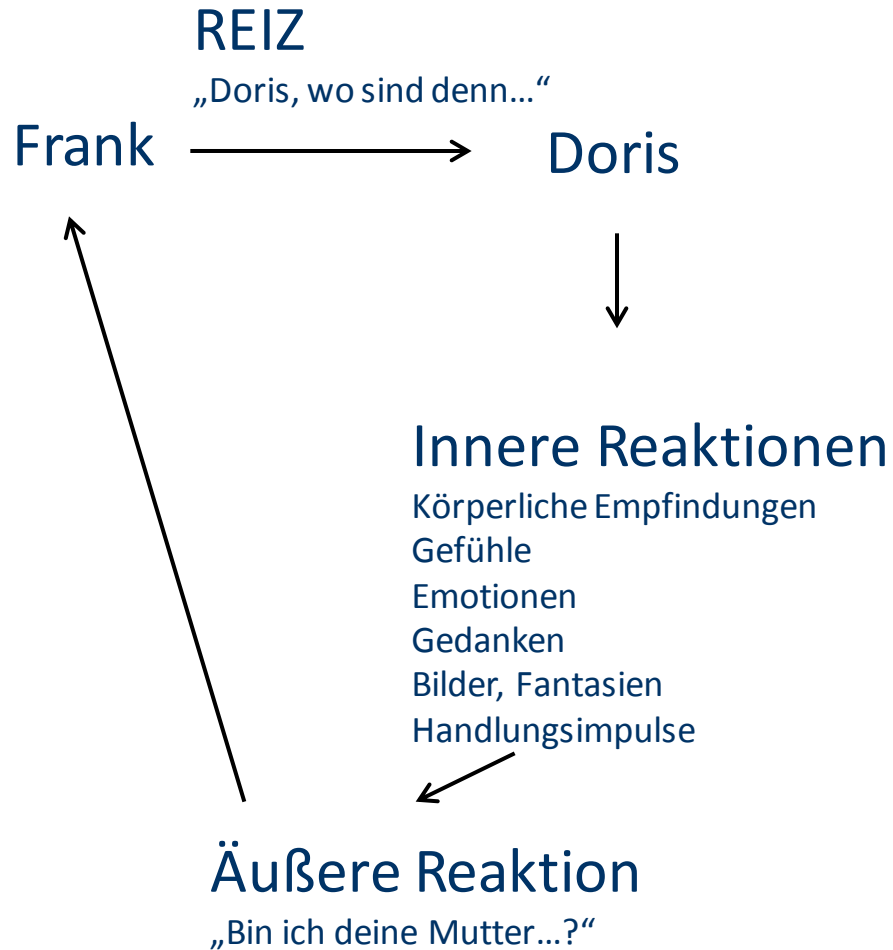 REIZ
„Doris, wo sind denn…“
Frank
Doris
Innere Reaktionen
Körperliche Empfindungen
Gefühle
Emotionen
Gedanken
Bilder, Fantasien
Handlungsimpulse
Äußere Reaktion
„Bin ich deine Mutter…?“